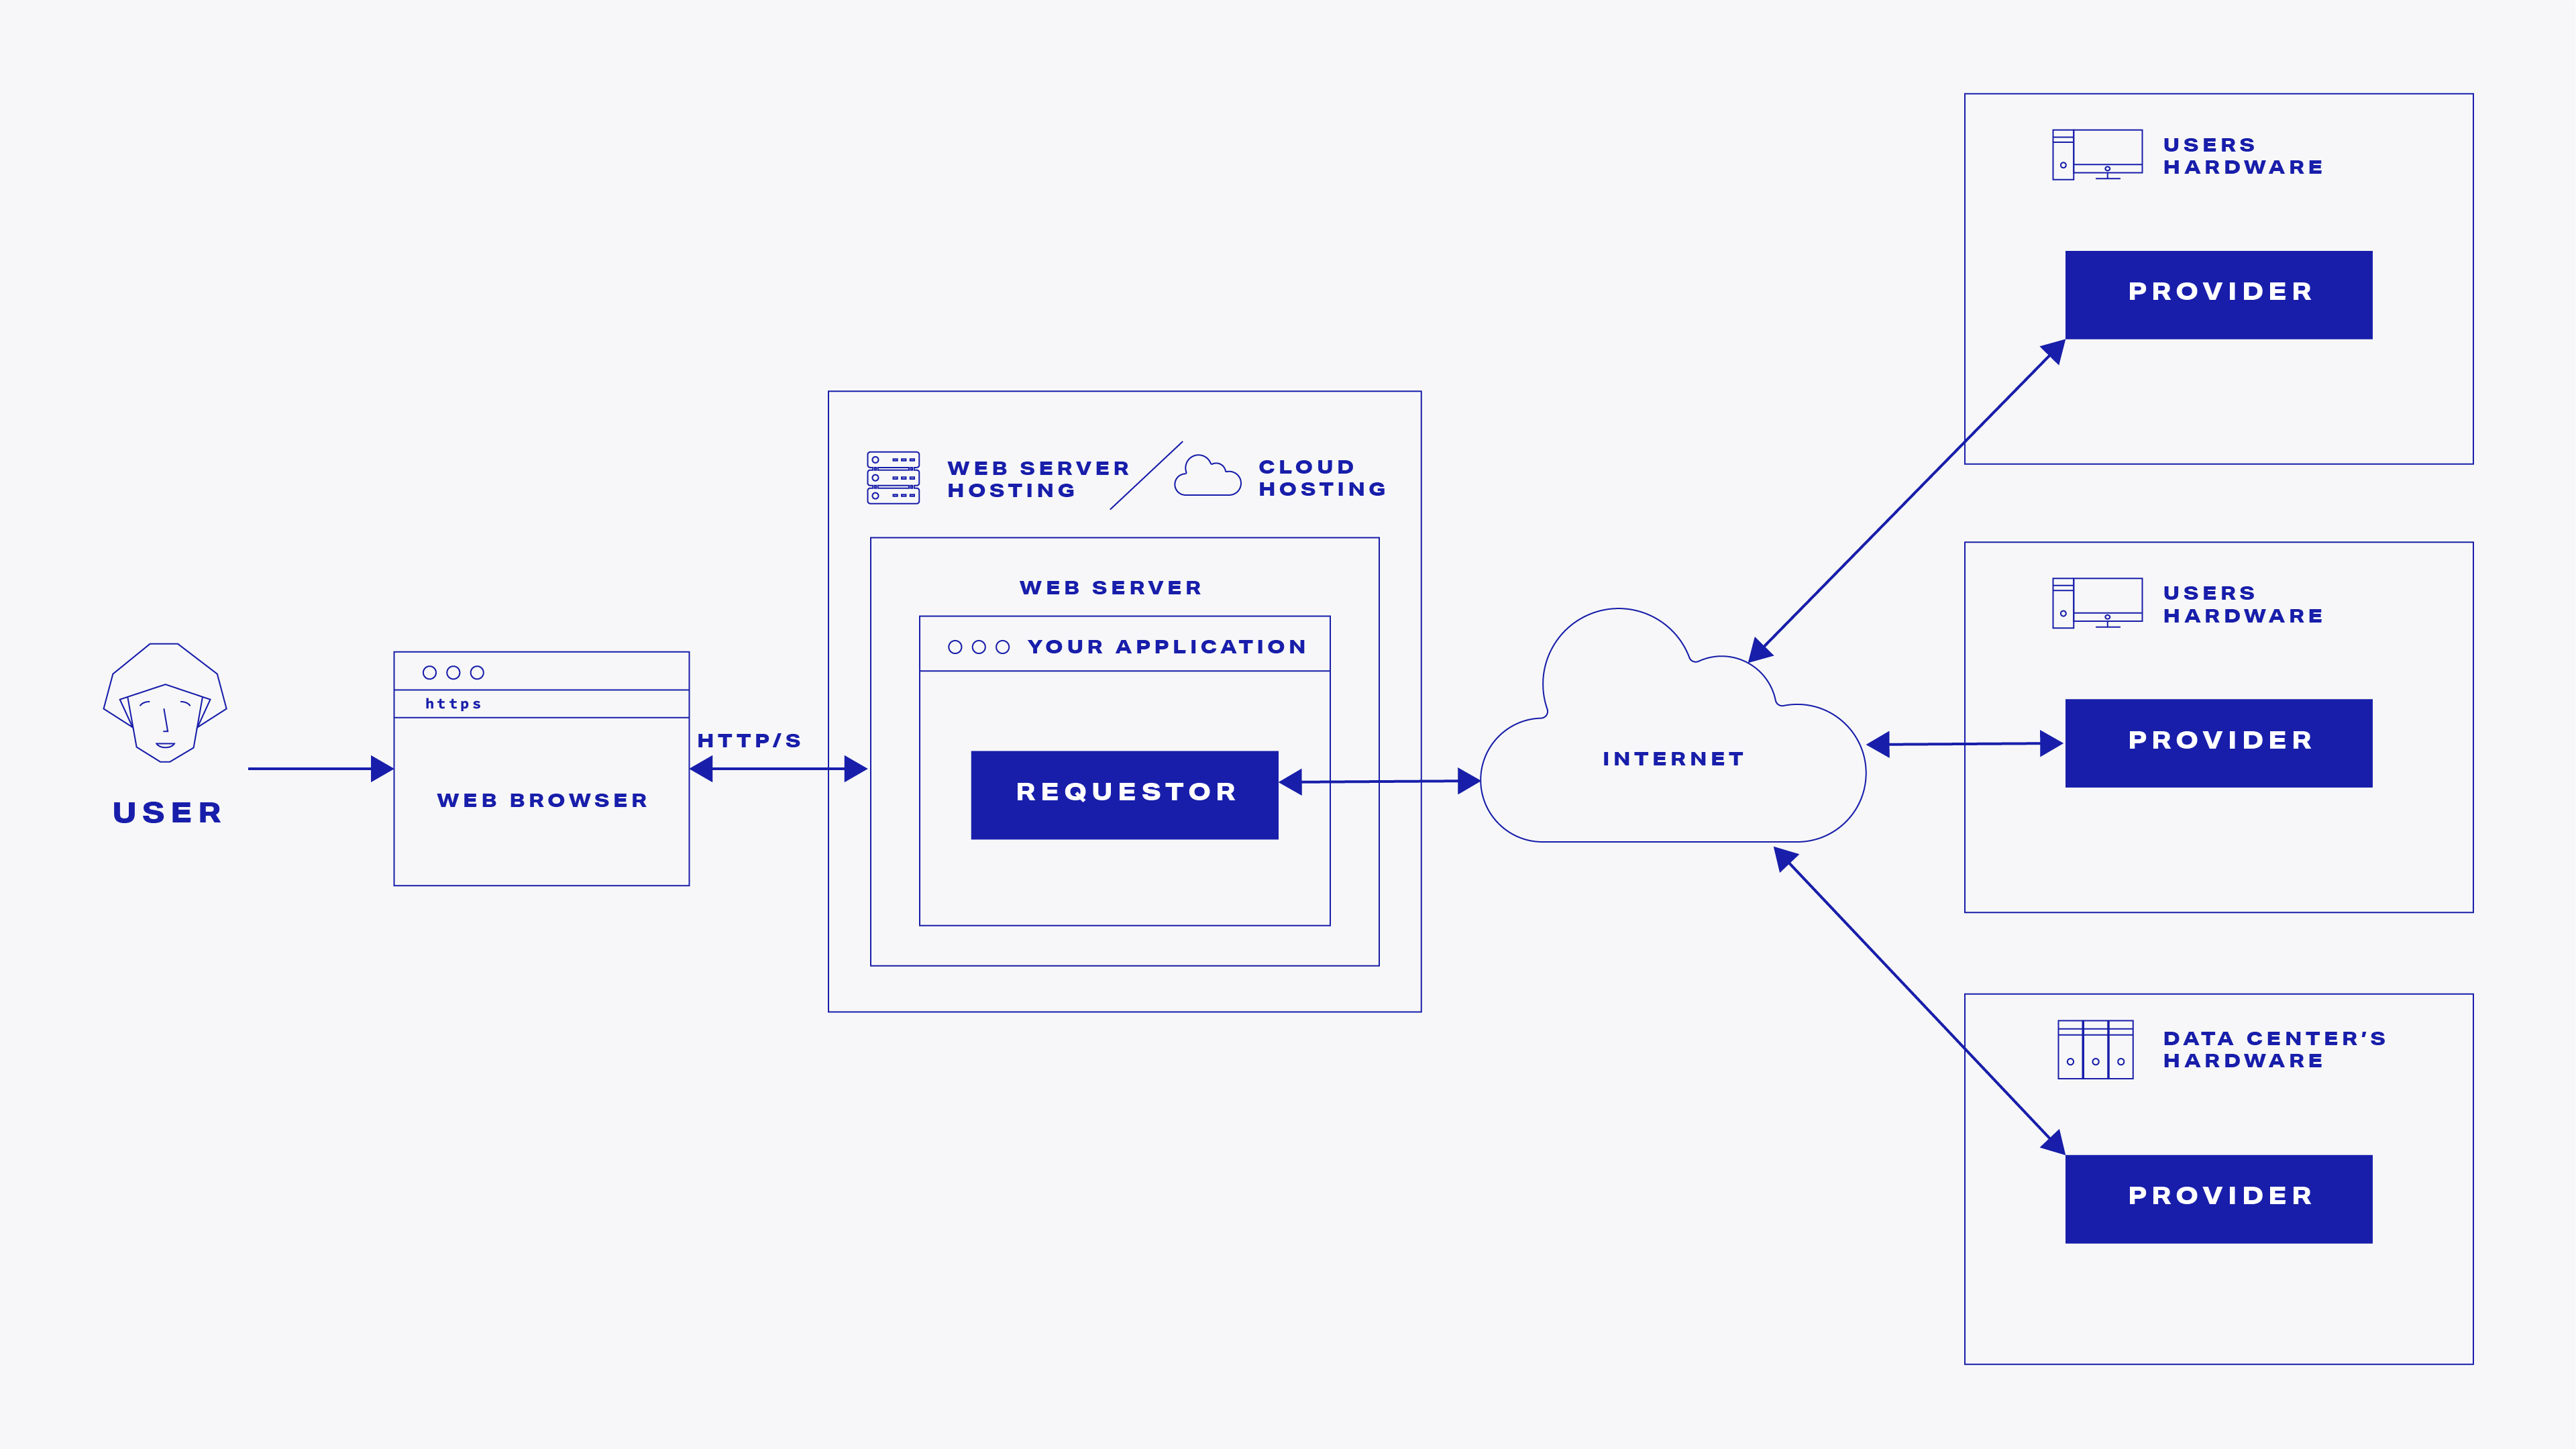 USER
https
WEB BROWSER
HTTP/S
WEB SERVER
HOSTING
CLOUD
HOSTING
WEB SERVER
YOUR APPLICATION
REQUESTOR
INTERNET
USERS
HARDWARE
PROVIDER
USERS
HARDWARE
PROVIDER
DATA CENTER'S
HARDWARE
PROVIDER